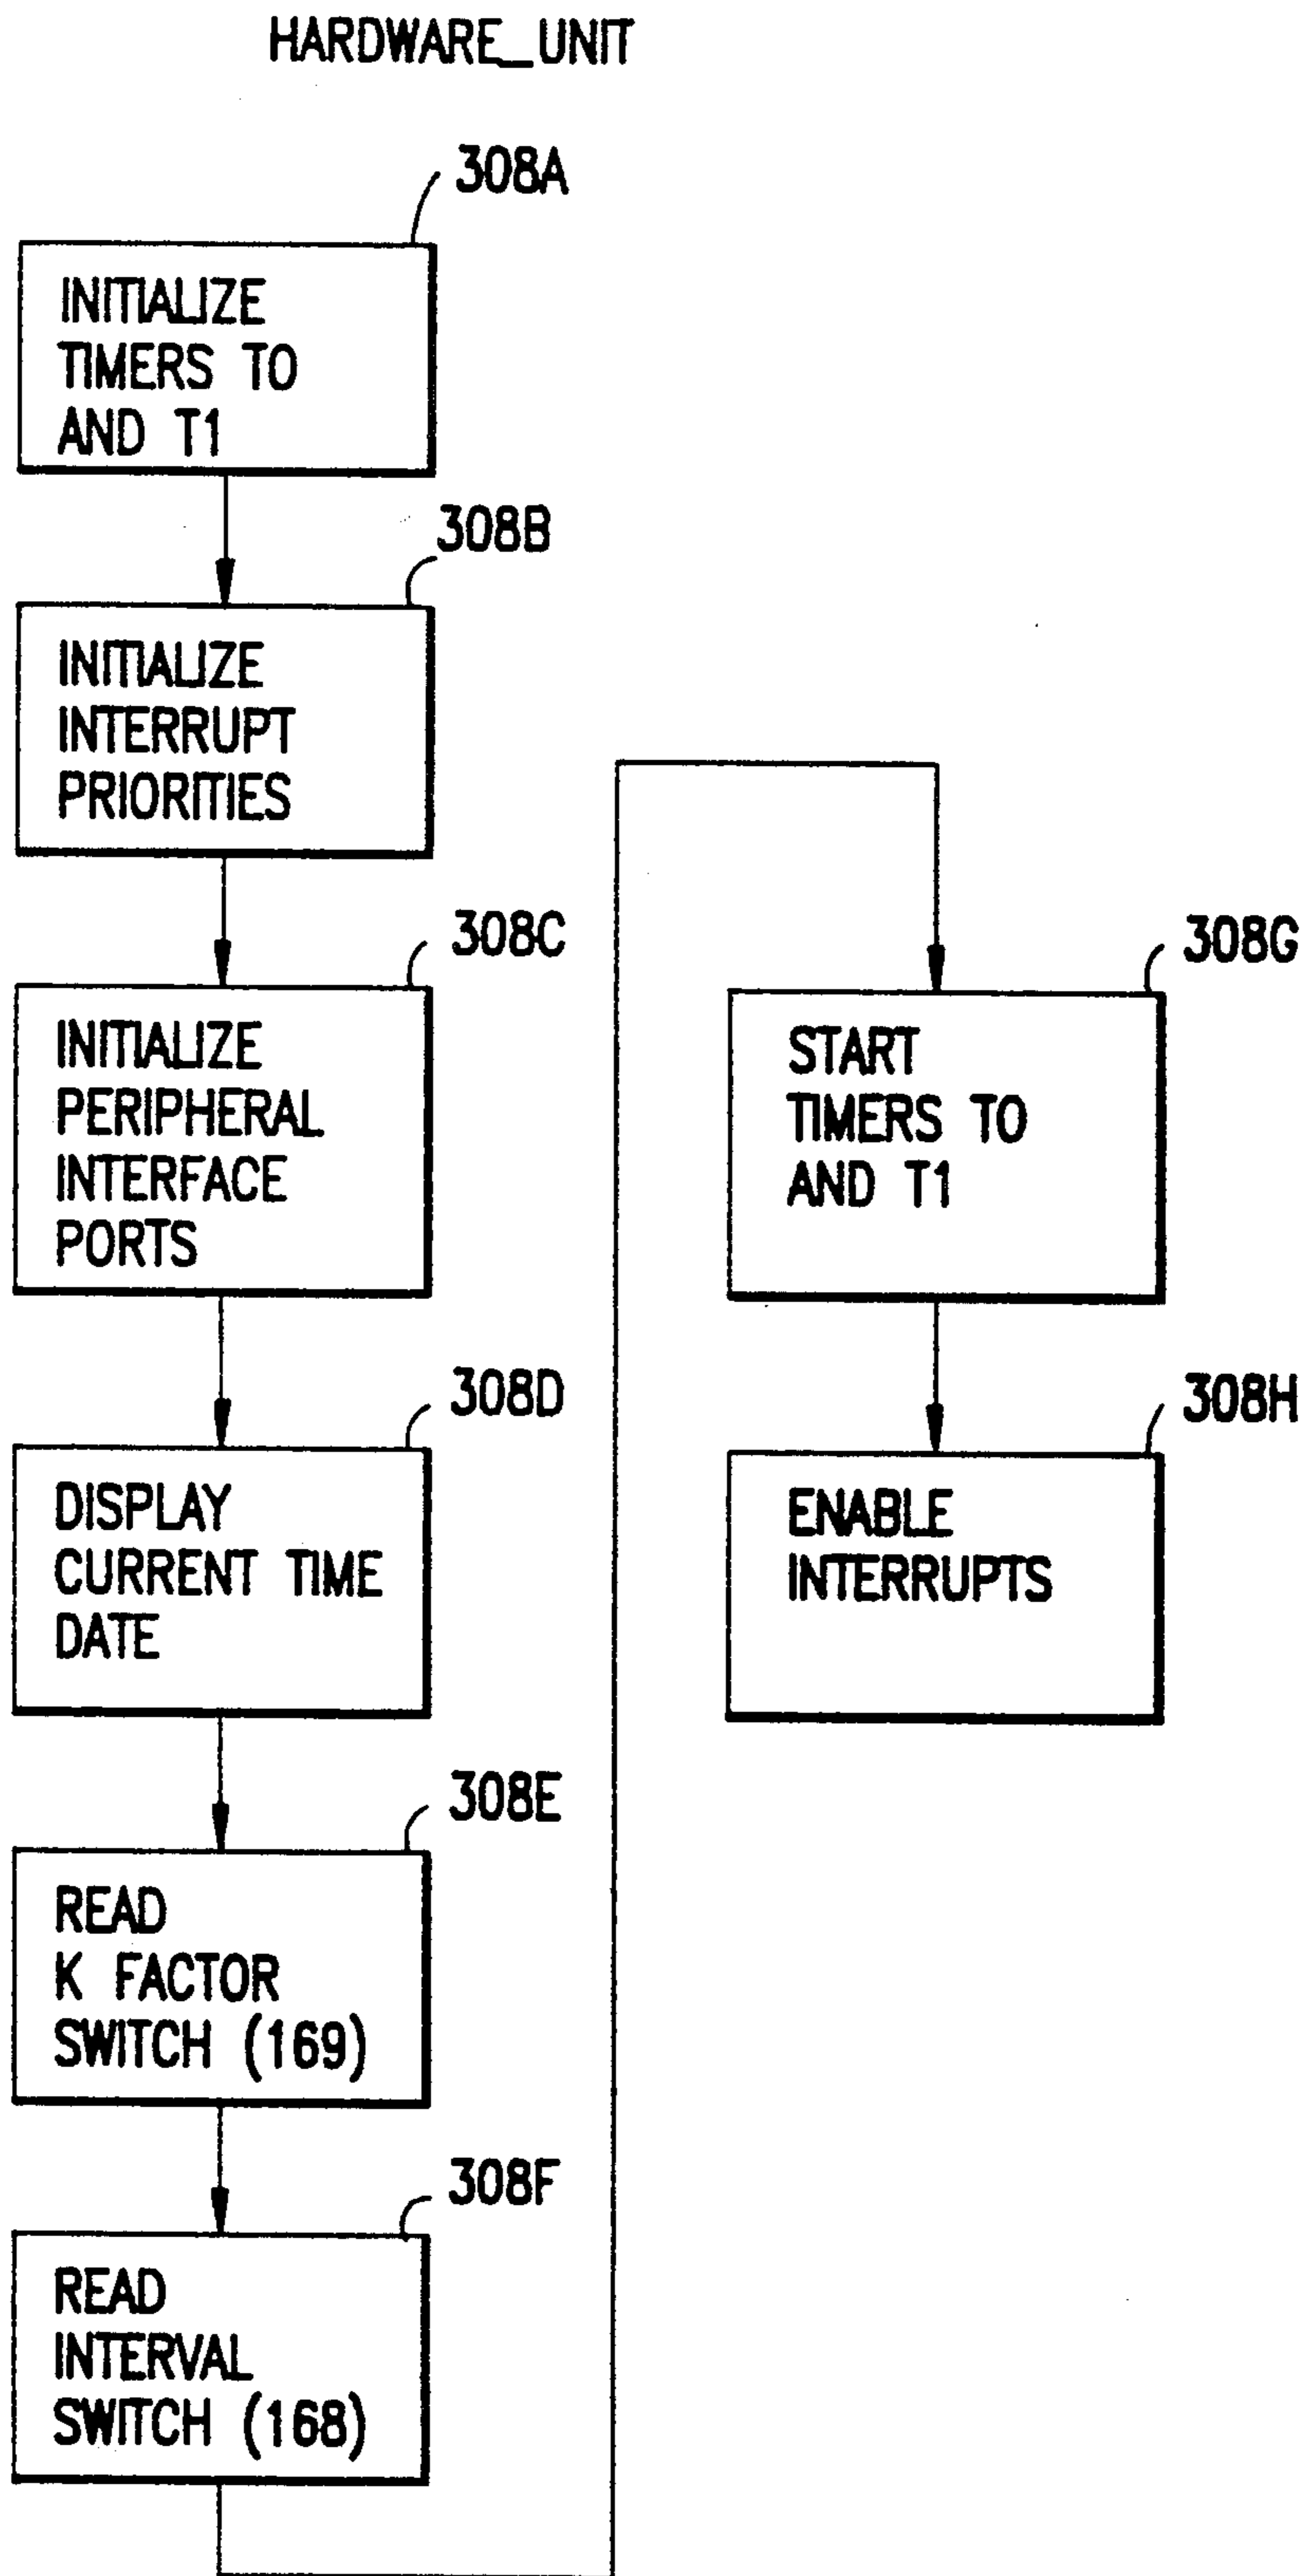 HARDWARE_UNIT
308A
INITIALIZE
TIMERS TO
AND T1
308B
INITIALIZE
INTERRUPT
PRIORITIES
308C
INITIALIZE
PERIPHERAL
INTERFACE
PORTS
308D
DISPLAY
CURRENT TIME
DATE
308E
READ
K FACTOR
SWITCH (169)
308F
READ
INTERVAL
SWITCH (168)
308G
START
TIMERS TO
AND T1
308H
ENABLE
INTERRUPTS